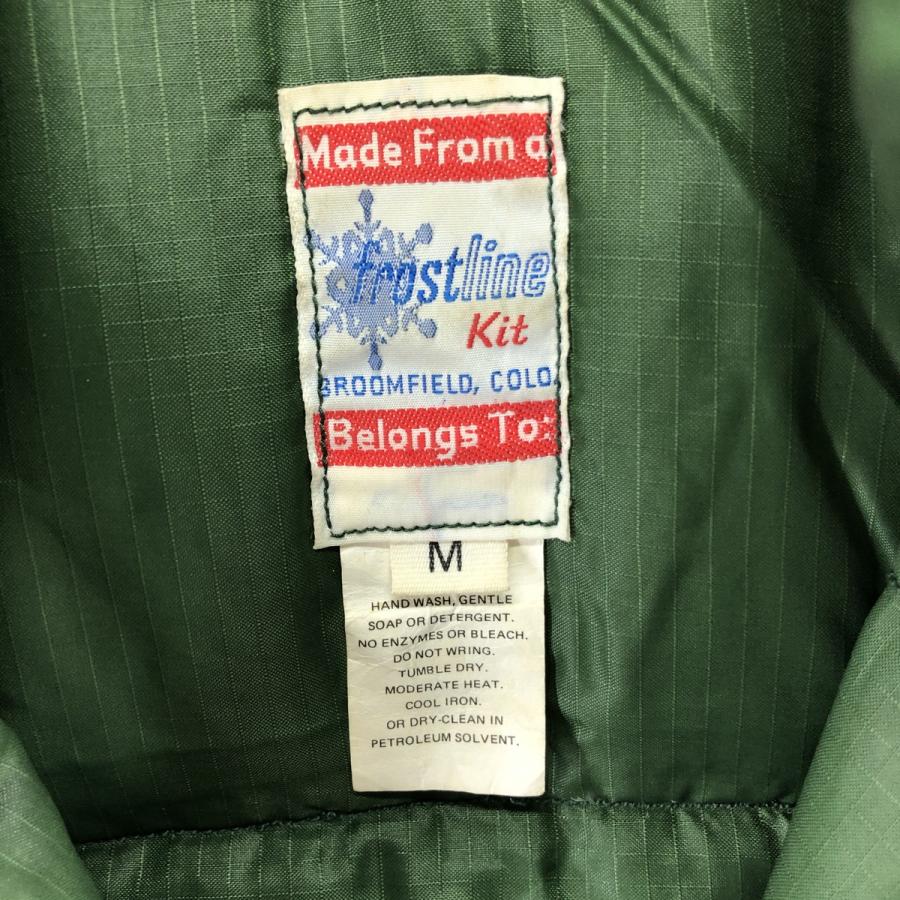 Made From a
frostline
Kit
BROOMFIELD, COLO.
Belongs To:
M
HAND WASH, GENTLE
SOAP OR DETERGENT.
NO ENZYMES OR BLEACH.
DO NOT WRING.
TUMBLE DRY.
MODERATE HEAT.
COOL IRON.
OR DRY-CLEAN IN
PETROLEUM SOLVENT.